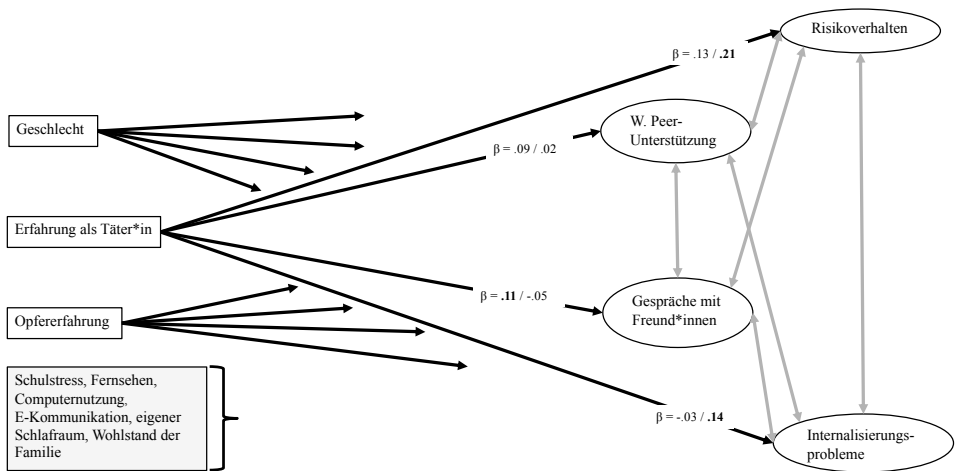 Risikoverhalten
β = .13 / .21
Geschlecht
W. Peer-
Unterstützung
β = .09 / .02
Erfahrung als Täter*in
β = .11 / -.05
Gespräche mit
Freund*innen
Opfererfahrung
Schulstress, Fernsehen,
Computernutzung,
E-Kommunikation, eigener
Schlafraum, Wohlstand der
Familie
β = -.03 / .14
Internalisierungs-
probleme